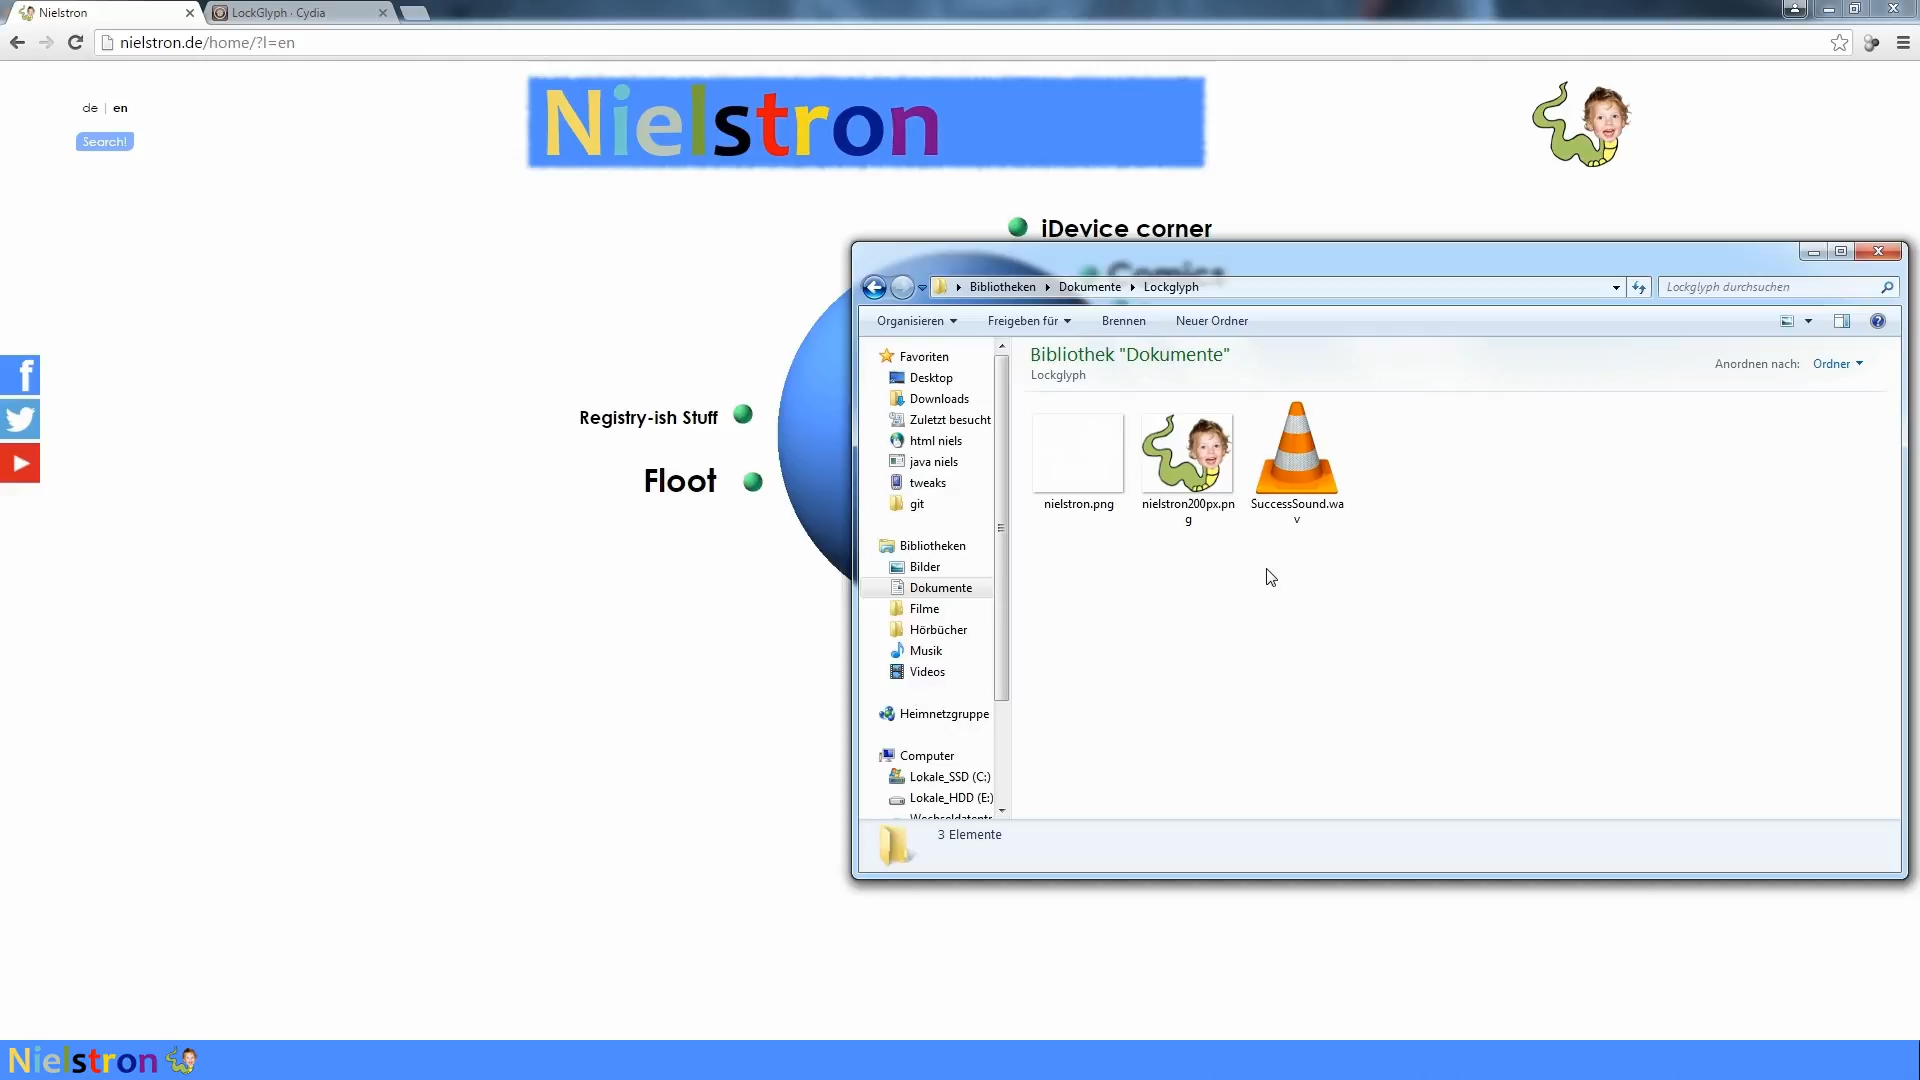 Nielstron
LockGlyph · Cydia
nielstron.de/home/?l=en
de | en
Search!
Nielstron
iDevice corner
Comics
Registry-ish Stuff
Floot
Bibliotheken
Dokumente
Lockglyph
Lockglyph durchsuchen
Organisieren
Freigeben für
Brennen
Neuer Ordner
Favoriten
Desktop
Downloads
Zuletzt besucht
html niels
java niels
tweaks
git
Bibliotheken
Bilder
Dokumente
Filme
Hörbücher
Musik
Videos
Heimnetzgruppe
Computer
Lokale_SSD (C:)
Lokale_HDD (E:)
Bibliothek "Dokumente"
Lockglyph
Anordnen nach: Ordner
nielstron.png
nielstron200px.pn
g
SuccessSound.wa
v
3 Elemente
Nielstron